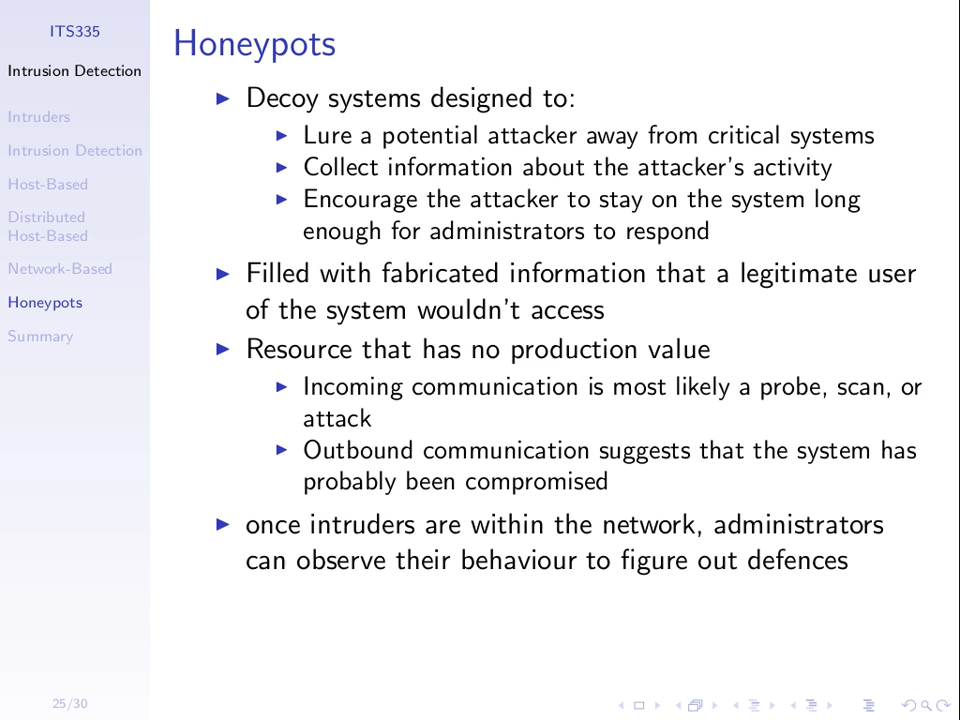 ITS335
Intrusion Detection
Intruders
Intrusion Detection
Host-Based
Distributed
Host-Based
Network-Based
Honeypots
Summary
25/30
Honeypots
Decoy systems designed to:
Lure a potential attacker away from critical systems
Collect information about the attacker's activity
Encourage the attacker to stay on the system long
enough for administrators to respond
Filled with fabricated information that a legitimate user
of the system wouldn't access
Resource that has no production value
Incoming communication is most likely a probe, scan, or
attack
Outbound communication suggests that the system has
probably been compromised
once intruders are within the network, administrators
can observe their behaviour to figure out defences